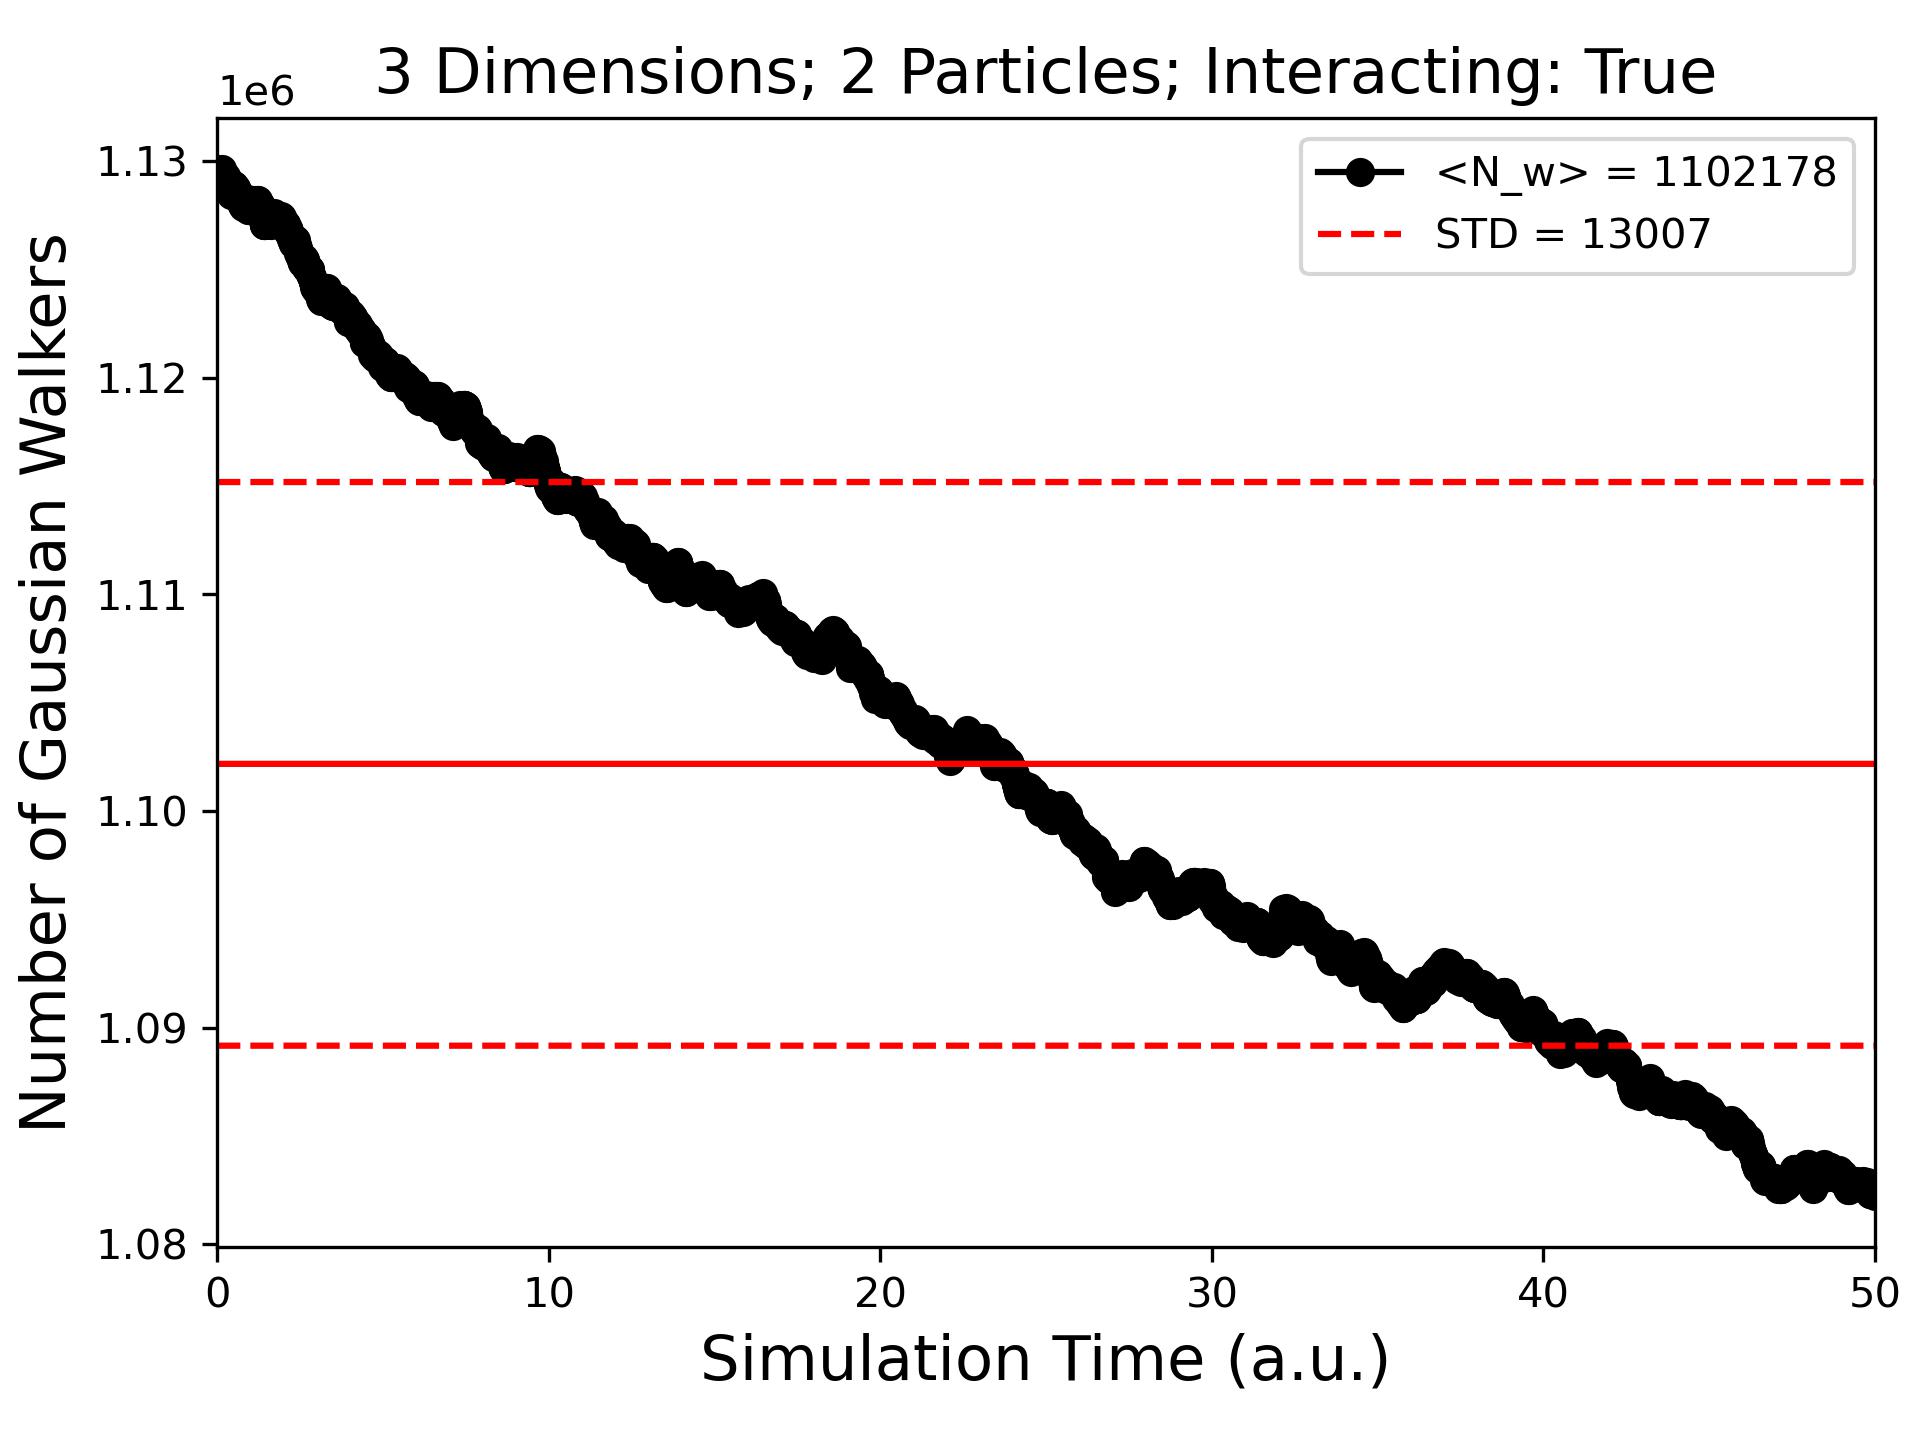 3 Dimensions; 2 Particles; Interacting: True
1e6
<N_w> = 1102178
STD = 13007
Number of Gaussian Walkers
1.13
1.12
1.11
1.10
1.09
1.08
0 10 20 30 40 50
Simulation Time (a.u.)